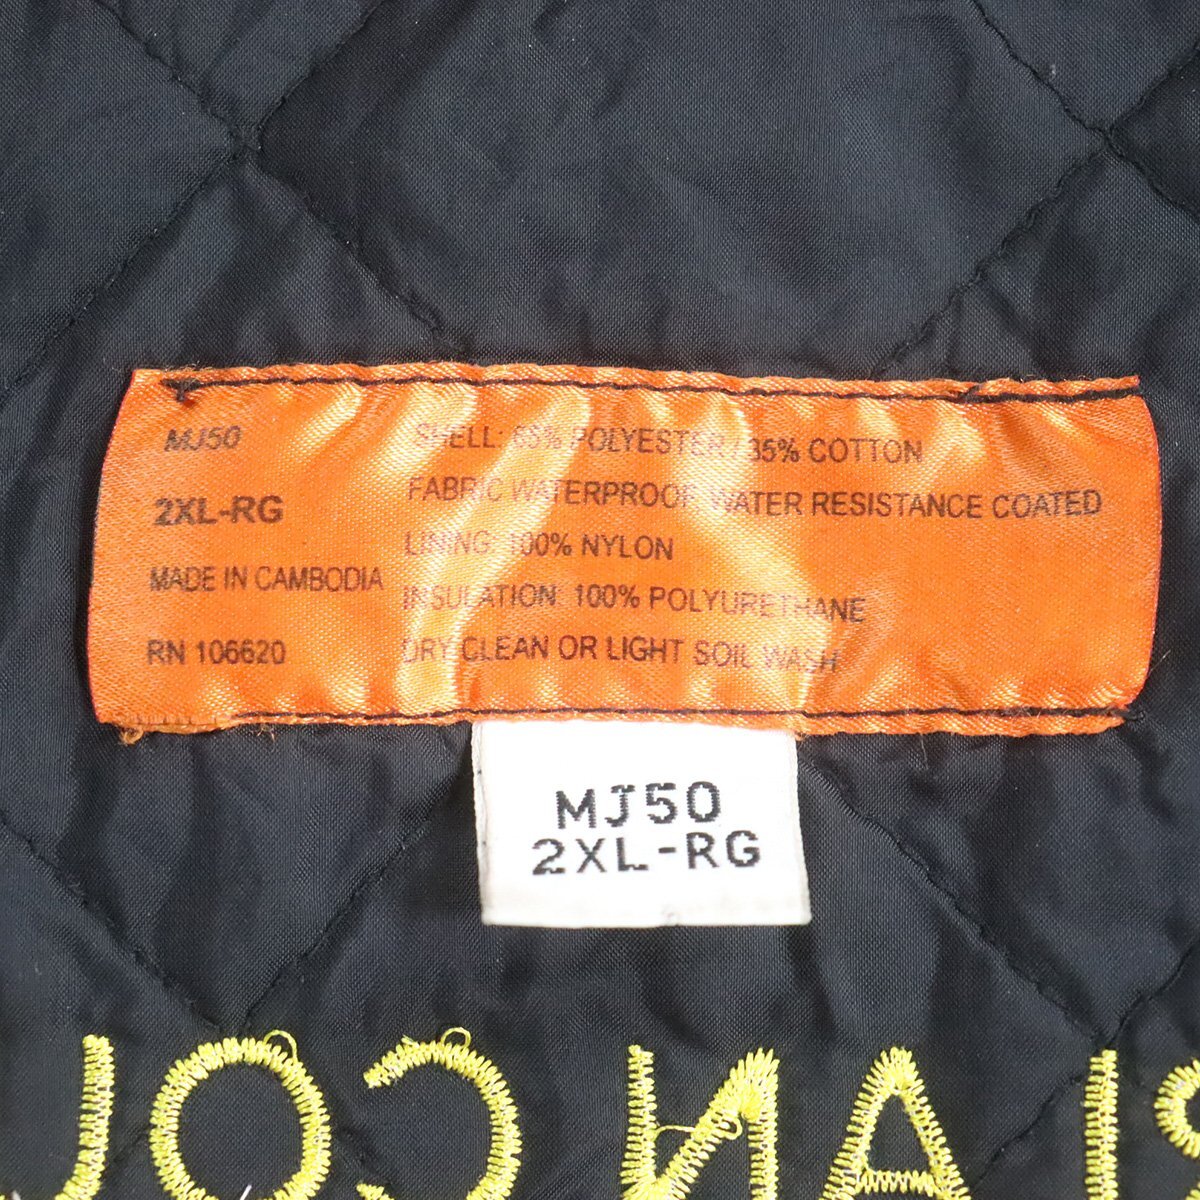 MJ50
2XL-RG
MADE IN CAMBODIA
RN 106620
SHELL: 65% POLYESTER / 35% COTTON
FABRIC WATERPROOF WATER RESISTANCE COATED
LINING: 100% NYLON
INSULATION: 100% POLYURETHANE
DRY CLEAN OR LIGHT SOIL WASH
MJ50
2XL-RG